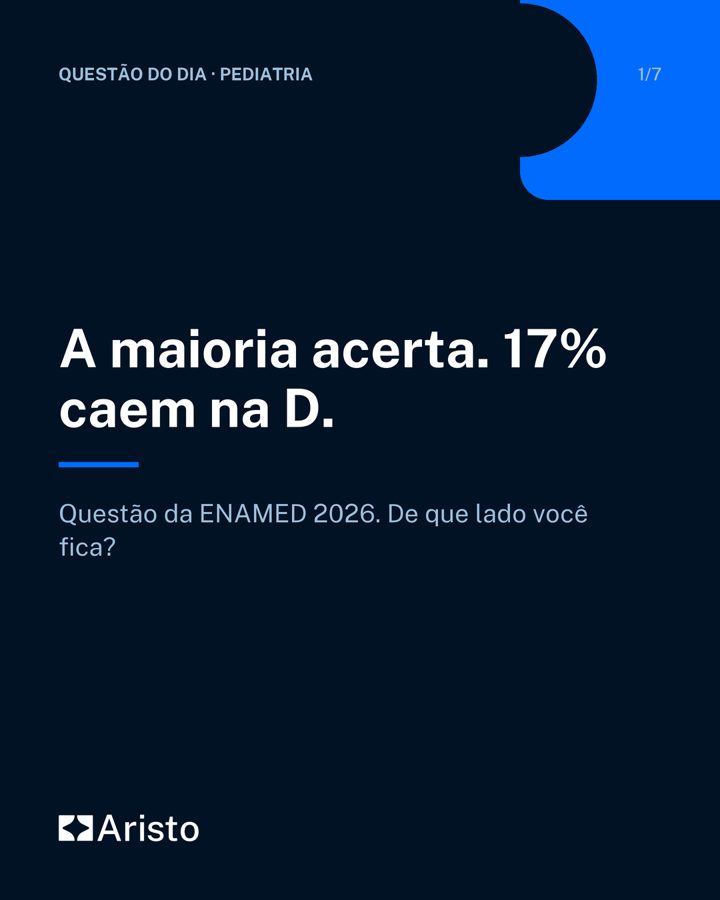 QUESTÃO DO DIA · PEDIATRIA
1/7
A maioria acerta. 17%
caem na D.
Questão da ENAMED 2026. De que lado você
fica?
Aristo